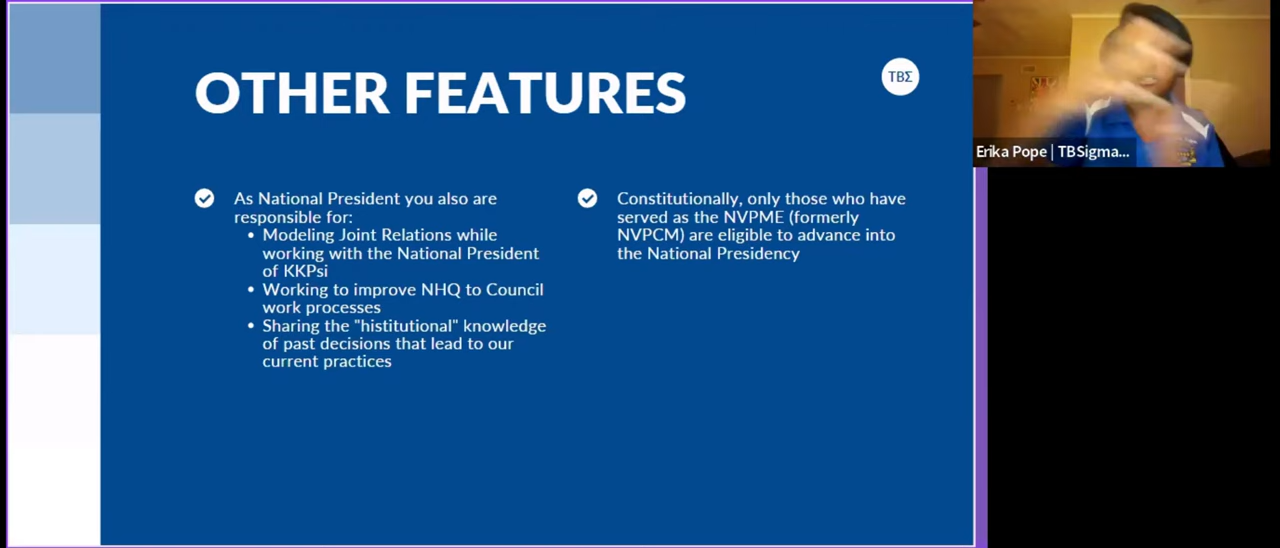 OTHER FEATURES
TBΣ
As National President you also are
responsible for:
• Modeling Joint Relations while
working with the National President
of KKPsi
• Working to improve NHQ to Council
work processes
• Sharing the "histitutional" knowledge
of past decisions that lead to our
current practices
Constitutionally, only those who have
served as the NVPME (formerly
NVPCM) are eligible to advance into
the National Presidency
Erika Pope | TBSigma...